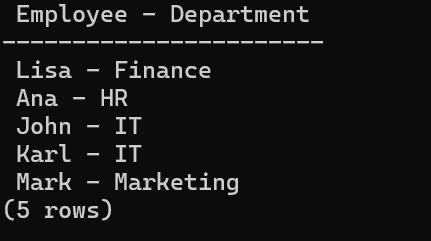 Employee - Department
-----------------------
Lisa - Finance
Ana - HR
John - IT
Karl - IT
Mark - Marketing
(5 rows)